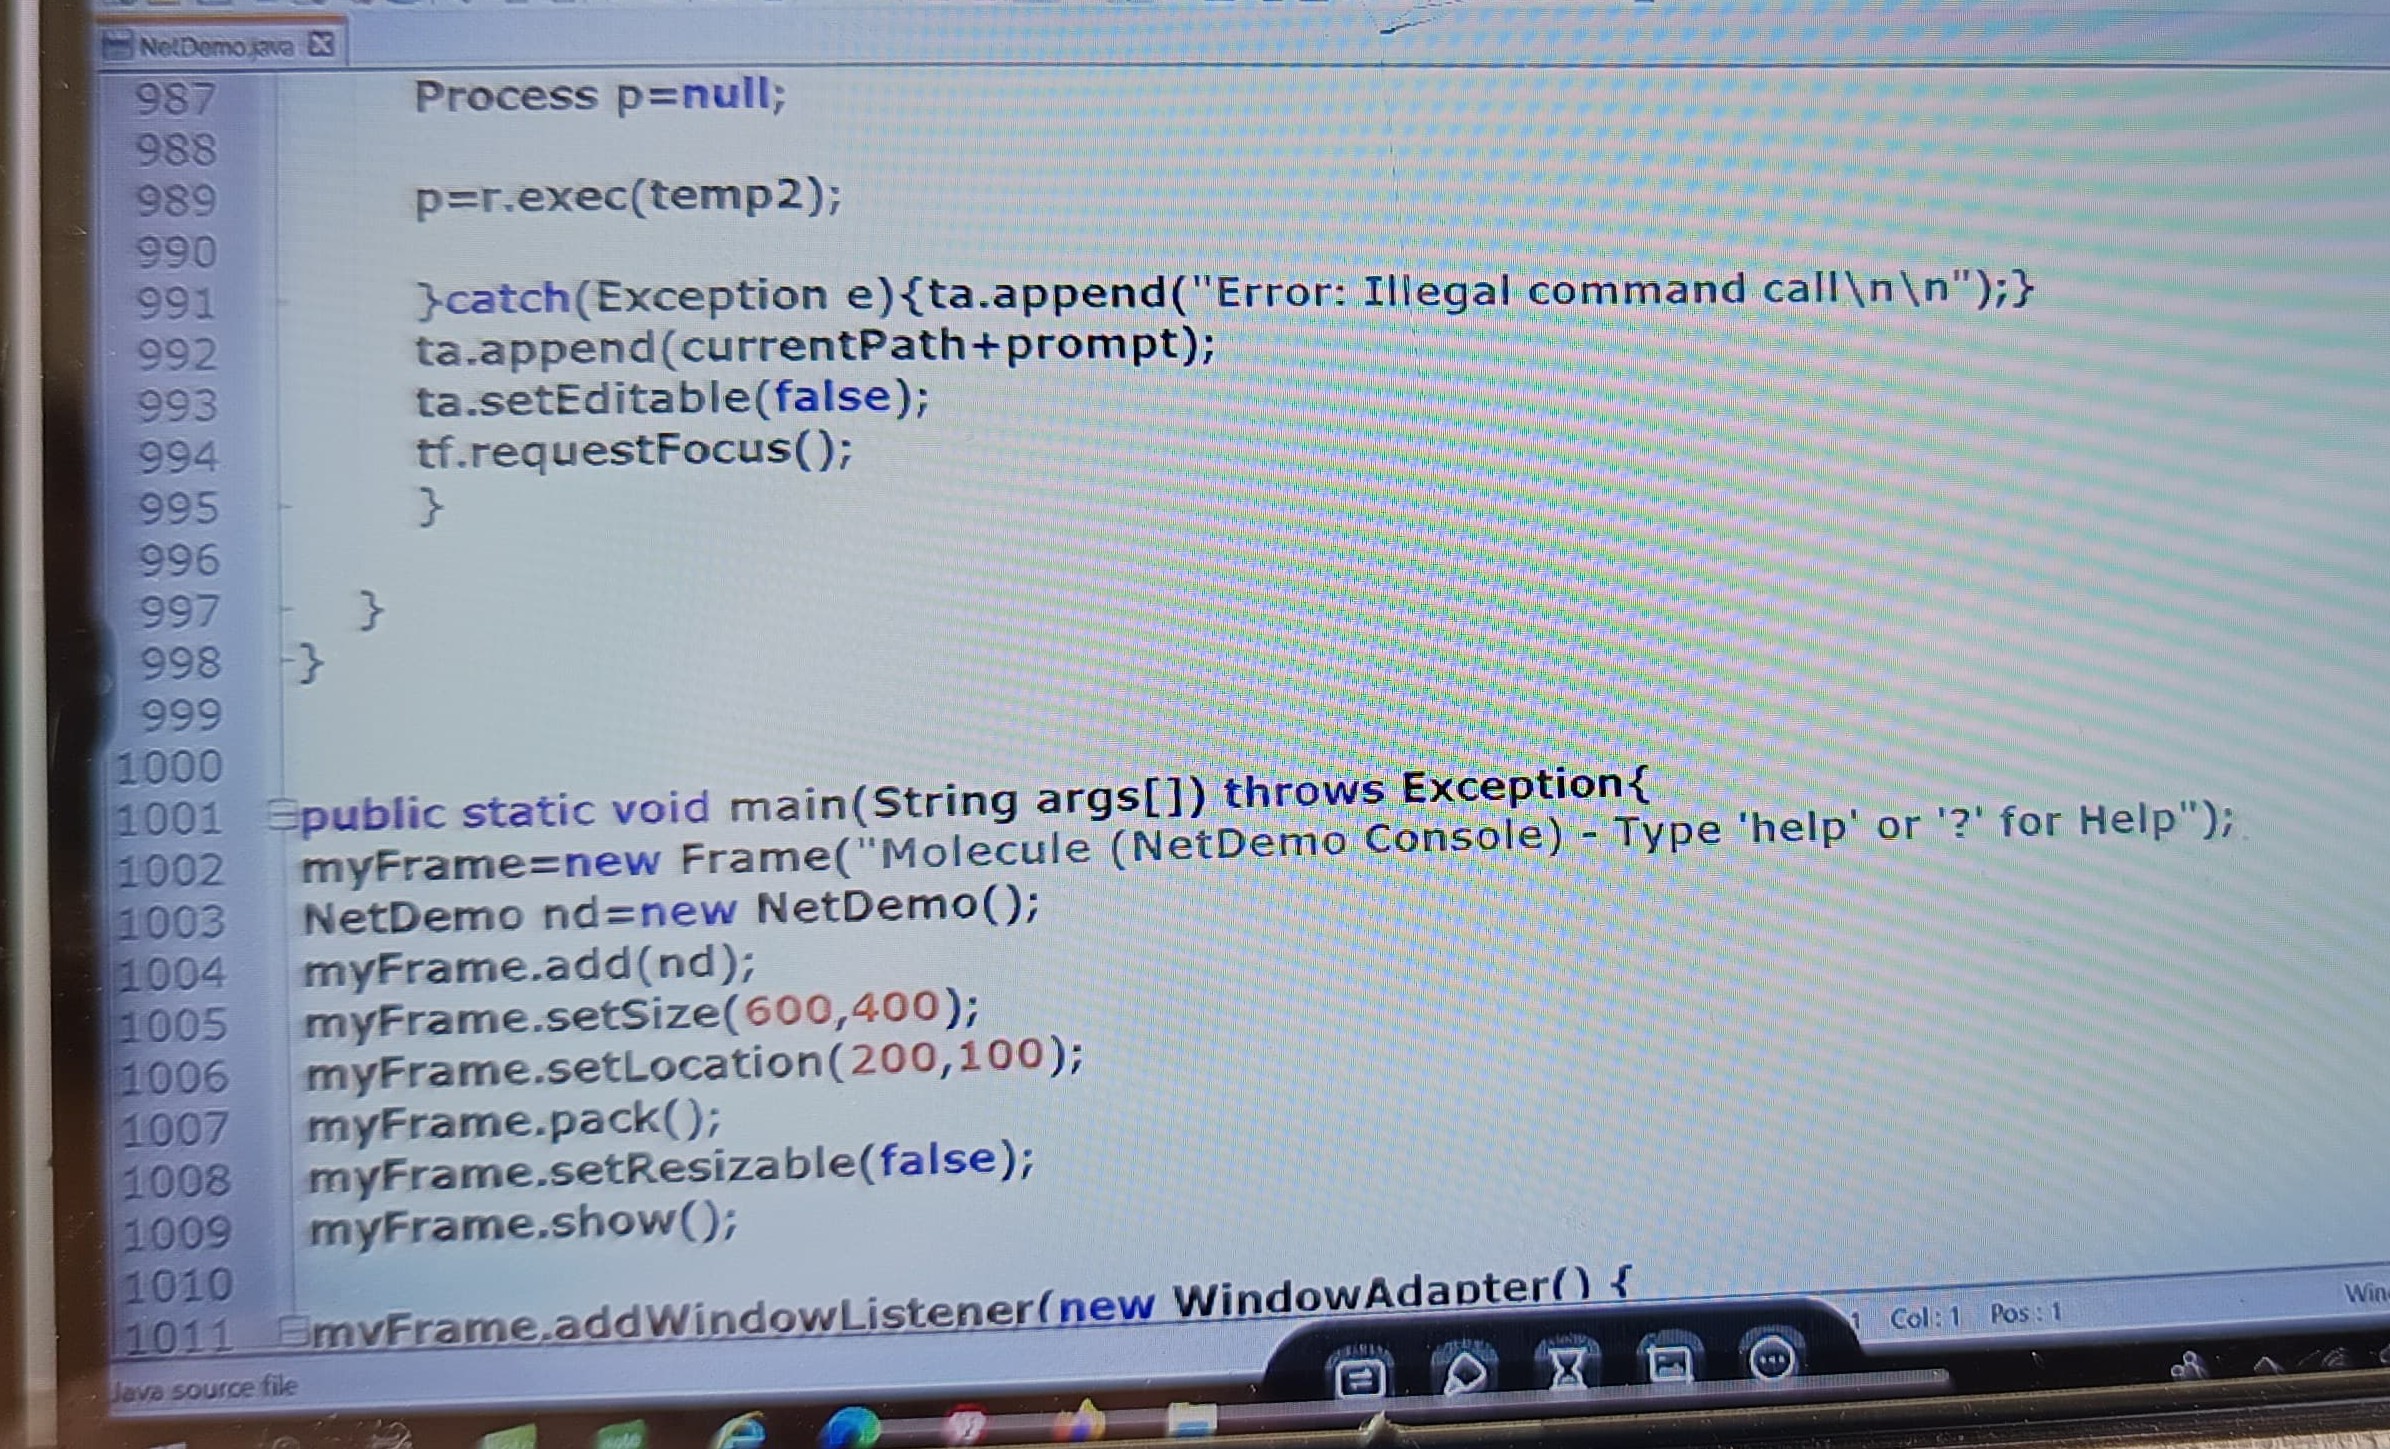 NetDemo.java
987 Process p=null;
988
989 p=r.exec(temp2);
990
991 }catch(Exception e){ta.append("Error: Illegal command call\n\n");}
992 ta.append(currentPath+prompt);
993 ta.setEditable(false);
994 tf.requestFocus();
995 }
996
997 }
998 }
999
1000
1001 public static void main(String args[]) throws Exception{
1002 myFrame=new Frame("Molecule (NetDemo Console) - Type 'help' or '?' for Help");
1003 NetDemo nd=new NetDemo();
1004 myFrame.add(nd);
1005 myFrame.setSize(600,400);
1006 myFrame.setLocation(200,100);
1007 myFrame.pack();
1008 myFrame.setResizable(false);
1009 myFrame.show();
1010
1011 myFrame.addWindowListener(new WindowAdapter() {
Java source file
1 Col: 1 Pos: 1